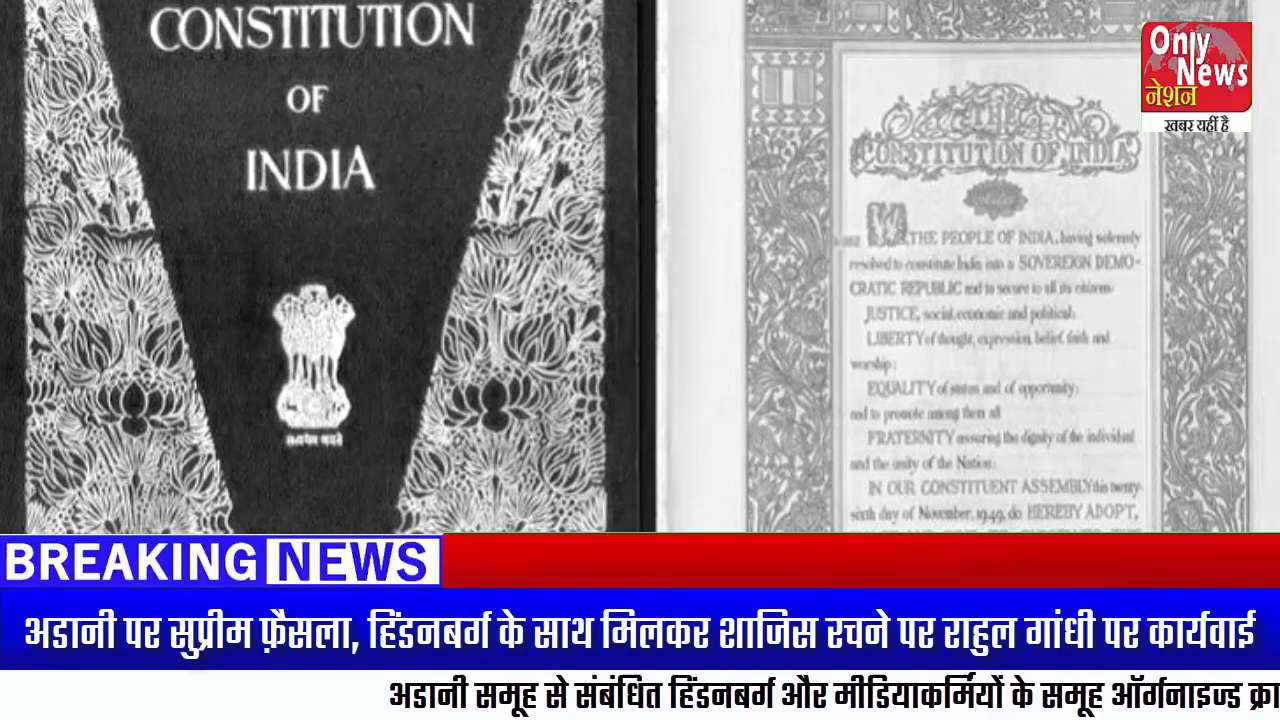 CONSTITUTION
OF
INDIA
सत्यमेव जयते
THE
CONSTITUTION OF INDIA
WE, THE PEOPLE OF INDIA, having solemnly
resolved to constitute India into a SOVEREIGN DEMO-
CRATIC REPUBLIC and to secure to all its citizens:
JUSTICE, social, economic and political;
LIBERTY of thought, expression, belief, faith and
worship;
EQUALITY of status and of opportunity;
and to promote among them all
FRATERNITY assuring the dignity of the individual
and the unity of the Nation;
IN OUR CONSTITUENT ASSEMBLY this twenty-
sixth day of November, 1949, do HEREBY ADOPT,
Only
News
नेशन
खबर यहीं है
BREAKING NEWS
अडानी पर सुप्रीम फ़ैसला, हिंडनबर्ग के साथ मिलकर शाजिस रचने पर राहुल गांधी पर कार्यवाई
अडानी समूह से संबंधित हिंडनबर्ग और मीडियाकर्मियों के समूह ऑर्गनाइज्ड क्रा